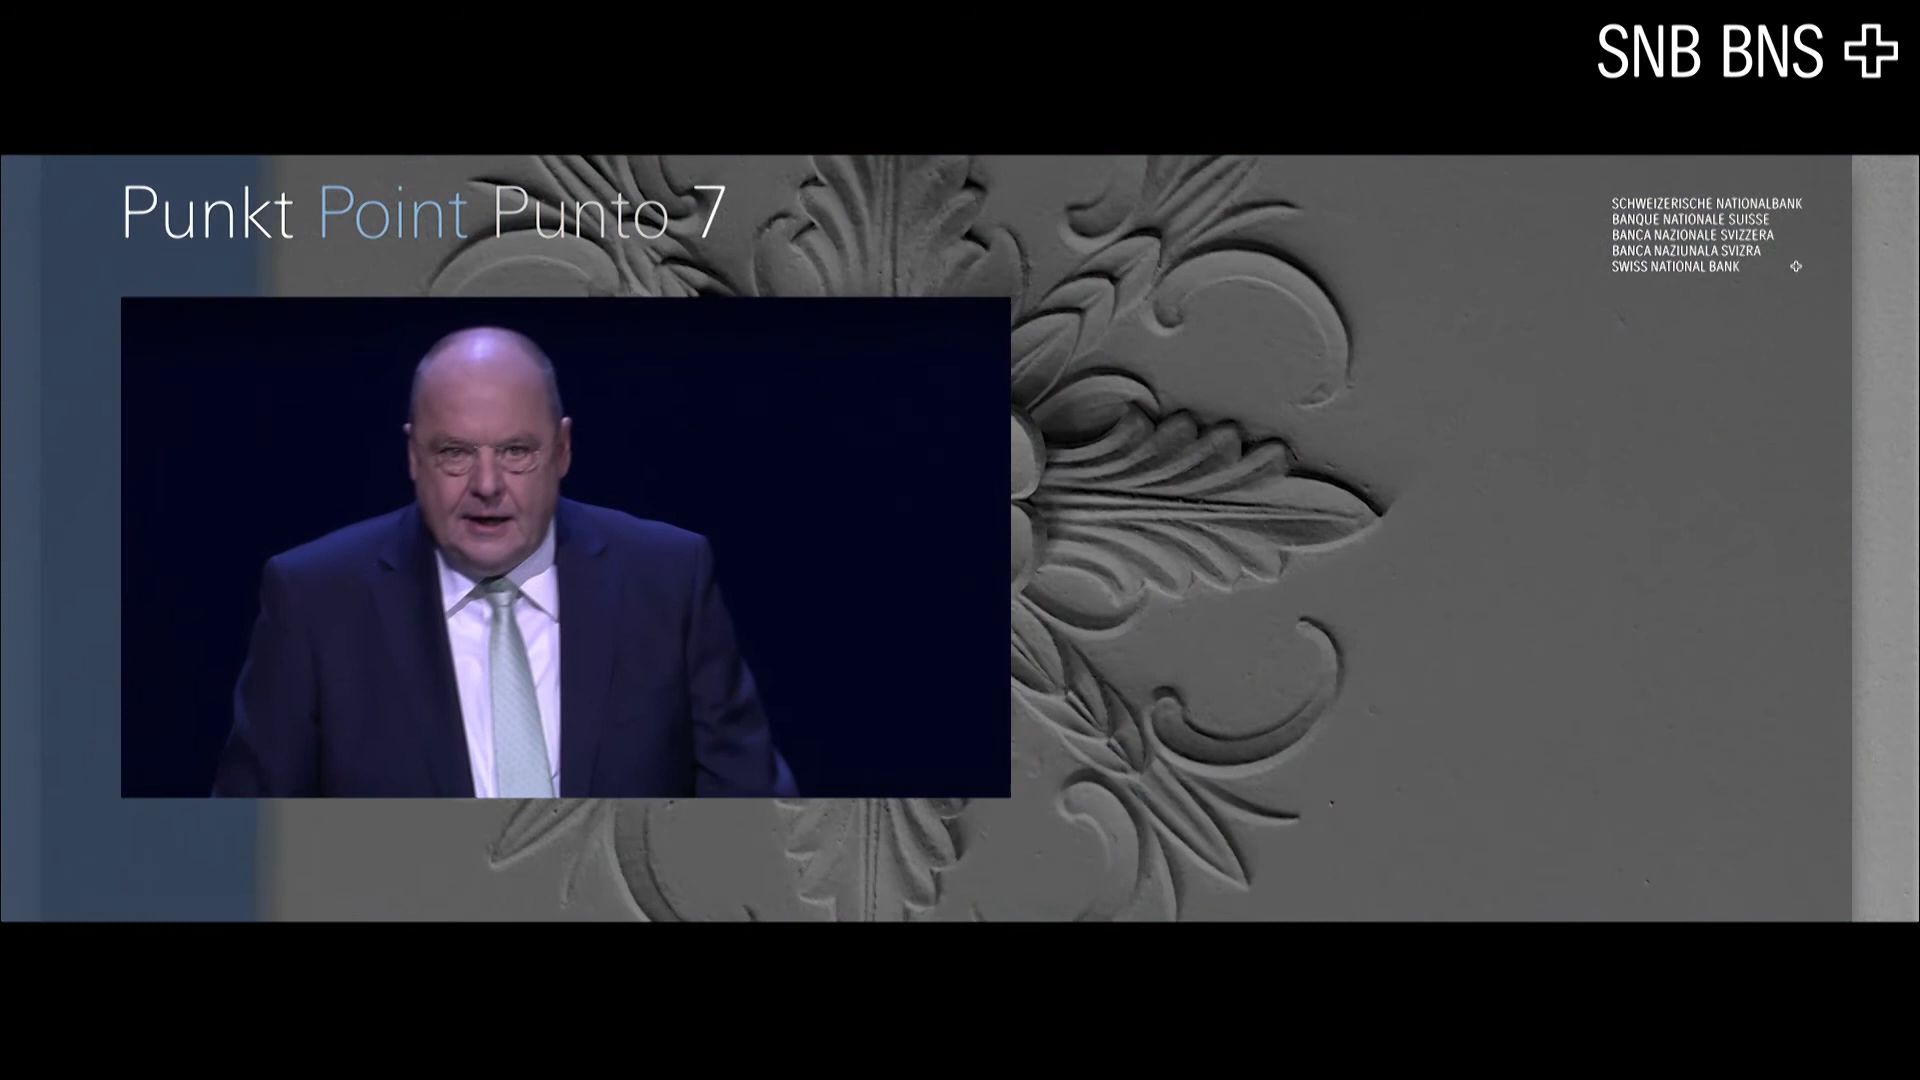 SNB BNS
Punkt Point Punto 7
SCHWEIZERISCHE NATIONALBANK
BANQUE NATIONALE SUISSE
BANCA NAZIONALE SVIZZERA
BANCA NAZIUNALA SVIZRA
SWISS NATIONAL BANK